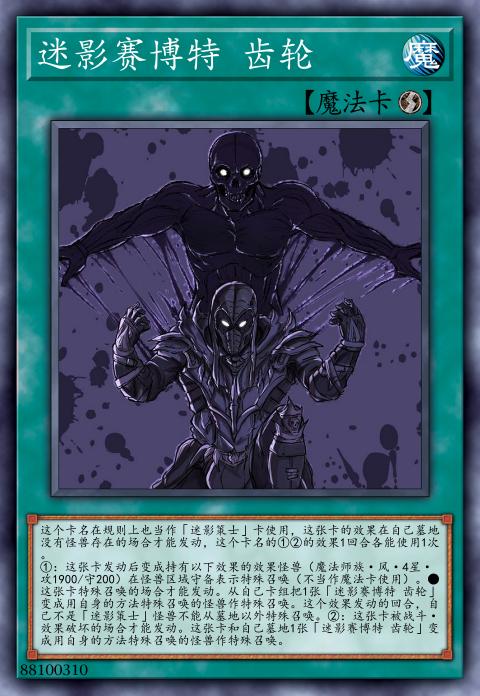 迷影赛博特 齿轮
魔
【魔法卡】
这个卡名在规则上也当作「迷影策士」卡使用，这张卡的效果在自己墓地
没有怪兽存在的场合才能发动，这个卡名的①②的效果1回合各能使用1次
。
①：这张卡发动后变成持有以下效果的效果怪兽（魔法师族・风・4星・
攻1900/守200）在怪兽区域守备表示特殊召唤（不当作魔法卡使用）。●
这张卡特殊召唤的场合才能发动。从自己卡组把1张「迷影赛博特 齿轮」
变成用自身的方法特殊召唤的怪兽作特殊召唤。这个效果发动的回合，自
己不是「迷影策士」怪兽不能从墓地以外特殊召唤。②：这张卡被战斗・
效果破坏的场合才能发动。这张卡和自己墓地1张「迷影赛博特 齿轮」变
成用自身的方法特殊召唤的怪兽作特殊召唤。
88100310